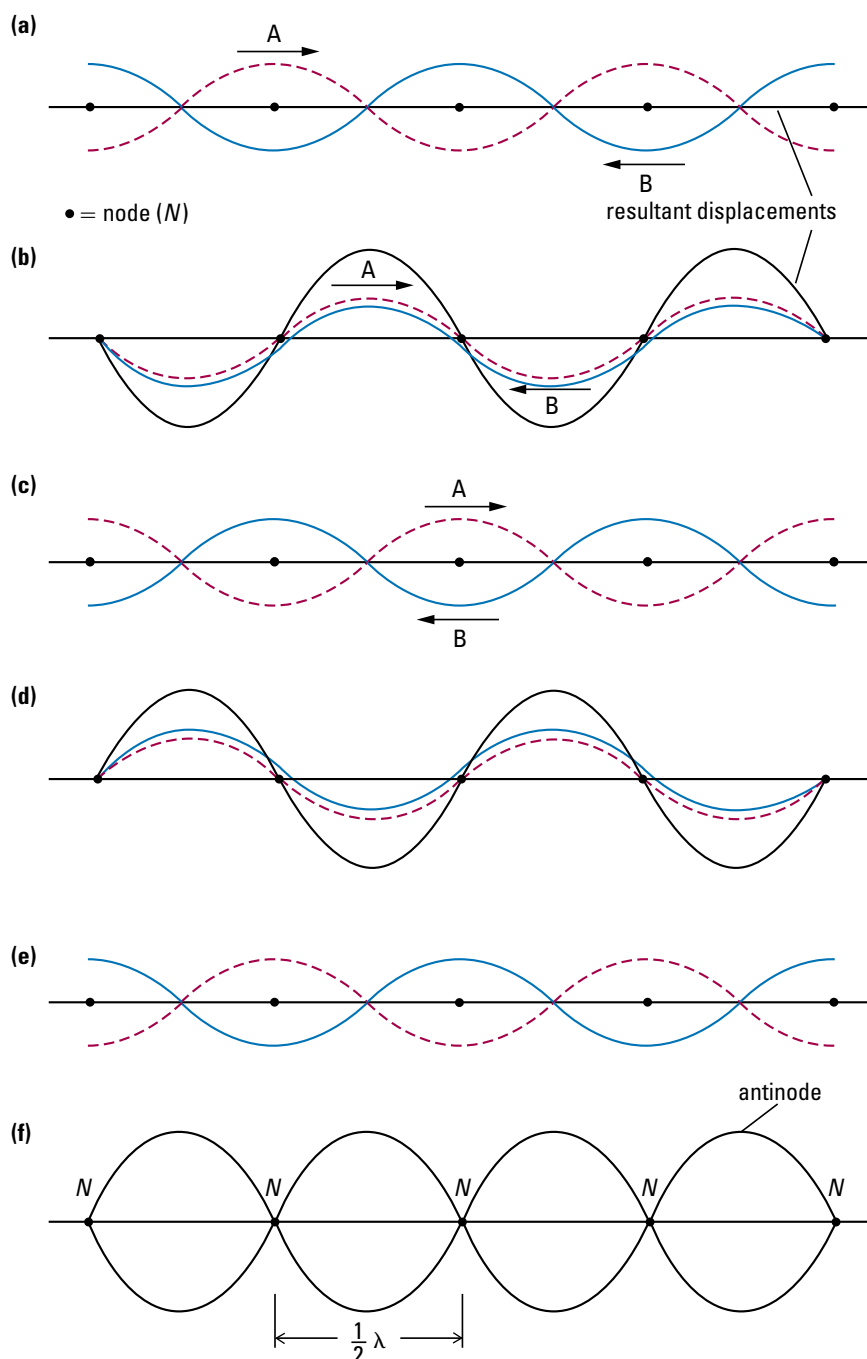 (a)
A
B
resultant displacements
• = node (N)
(b)
A
B
(c)
A
B
(d)
(e)
antinode
(f)
N N N N N
1/2 λ